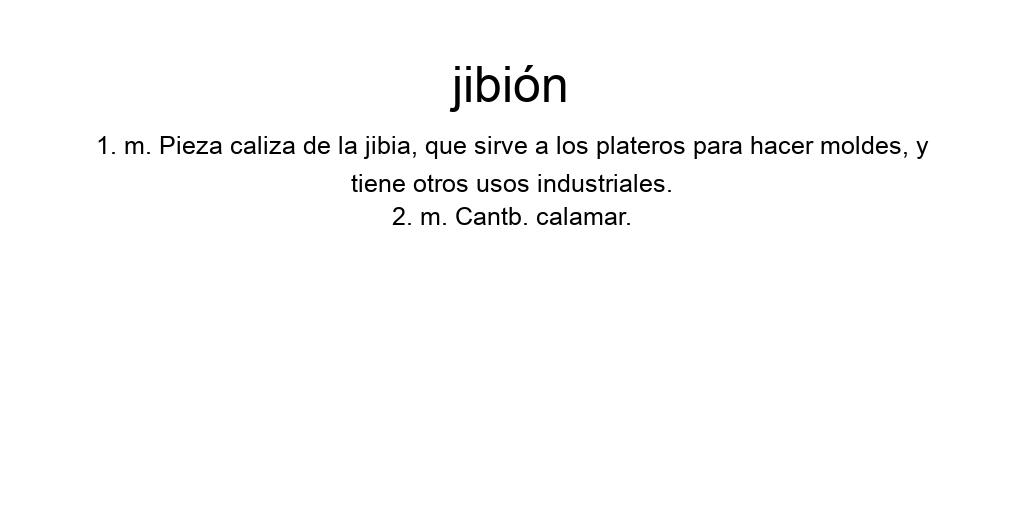 jibión
1. m. Pieza caliza de la jibia, que sirve a los plateros para hacer moldes, y
tiene otros usos industriales.
2. m. Cantb. calamar.